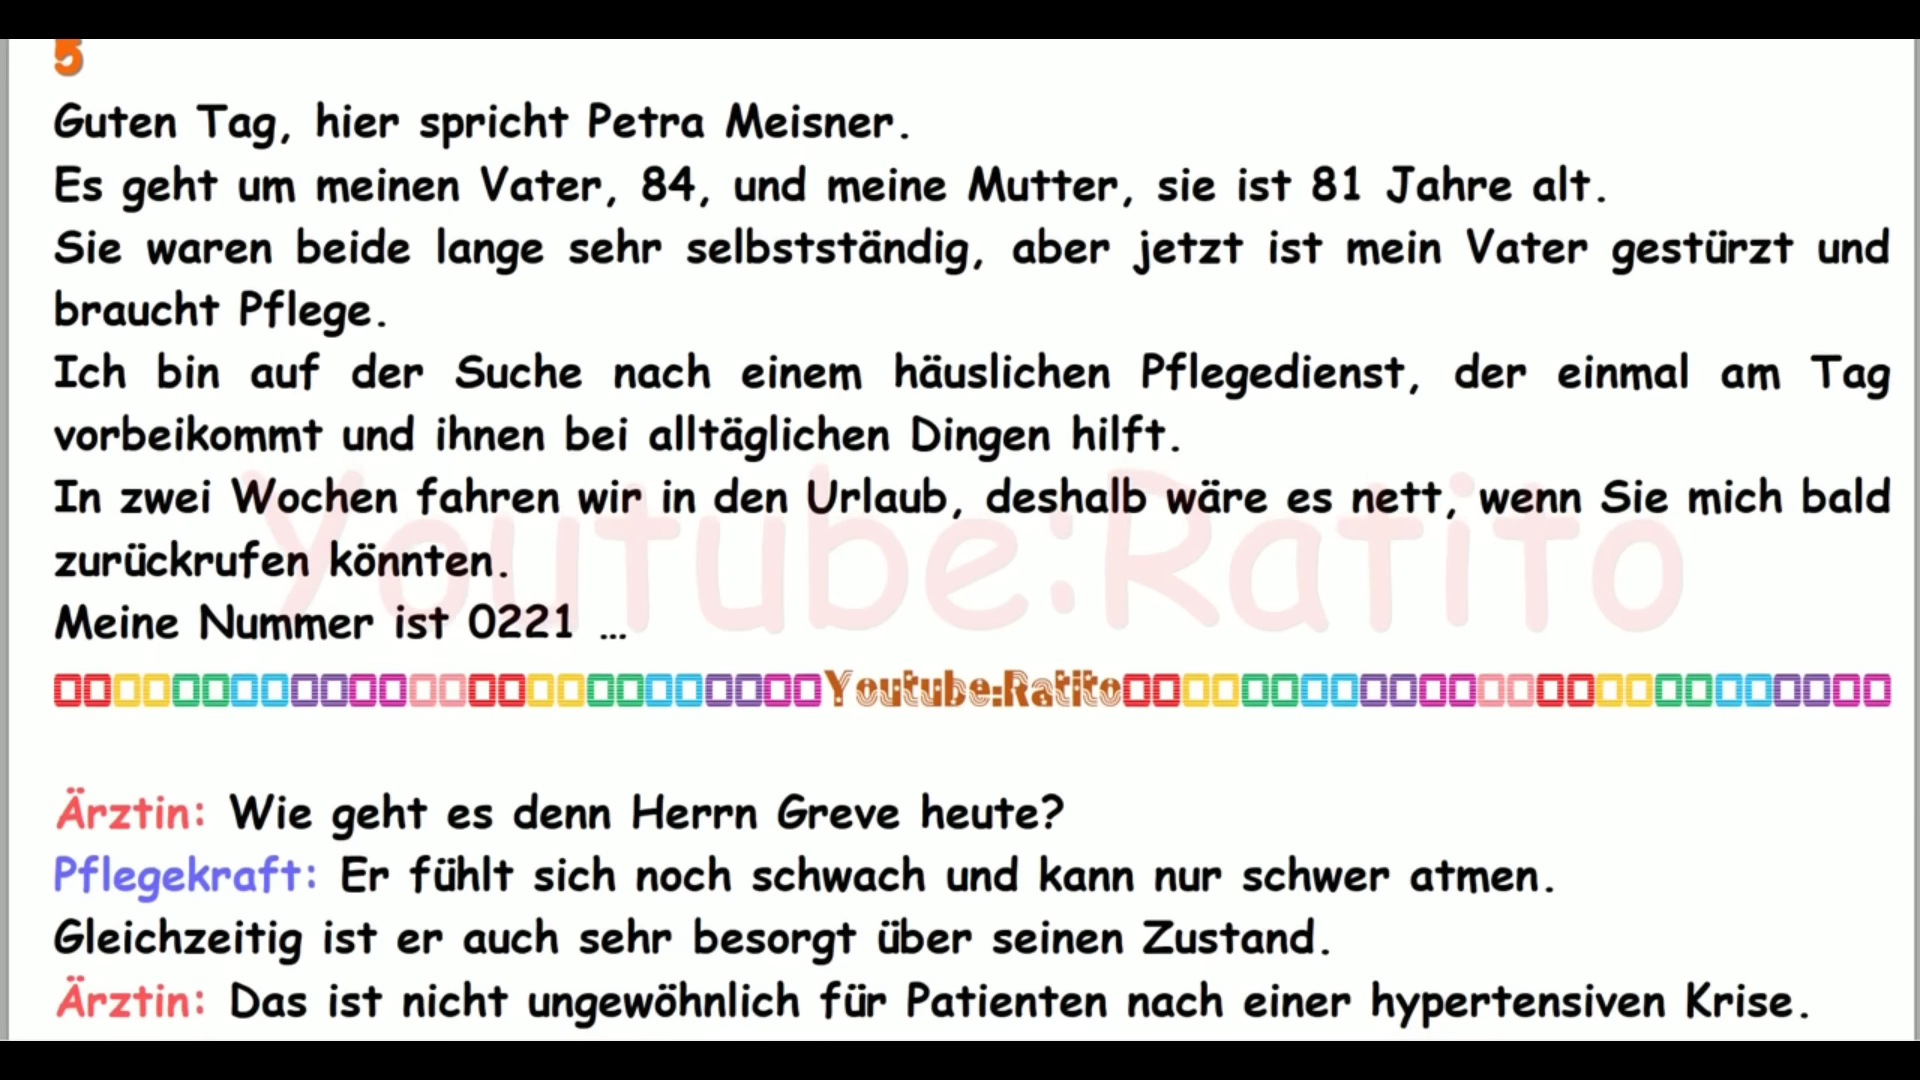 5
Guten Tag, hier spricht Petra Meisner.
Es geht um meinen Vater, 84, und meine Mutter, sie ist 81 Jahre alt.
Sie waren beide lange sehr selbstständig, aber jetzt ist mein Vater gestürzt und
braucht Pflege.
Ich bin auf der Suche nach einem häuslichen Pflegedienst, der einmal am Tag
vorbeikommt und ihnen bei alltäglichen Dingen hilft.
In zwei Wochen fahren wir in den Urlaub, deshalb wäre es nett, wenn Sie mich bald
zurückrufen könnten.
Youtube:Ratito
Meine Nummer ist 0221 ...
Youtube:Ratito
Ärztin: Wie geht es denn Herrn Greve heute?
Pflegekraft: Er fühlt sich noch schwach und kann nur schwer atmen.
Gleichzeitig ist er auch sehr besorgt über seinen Zustand.
Ärztin: Das ist nicht ungewöhnlich für Patienten nach einer hypertensiven Krise.